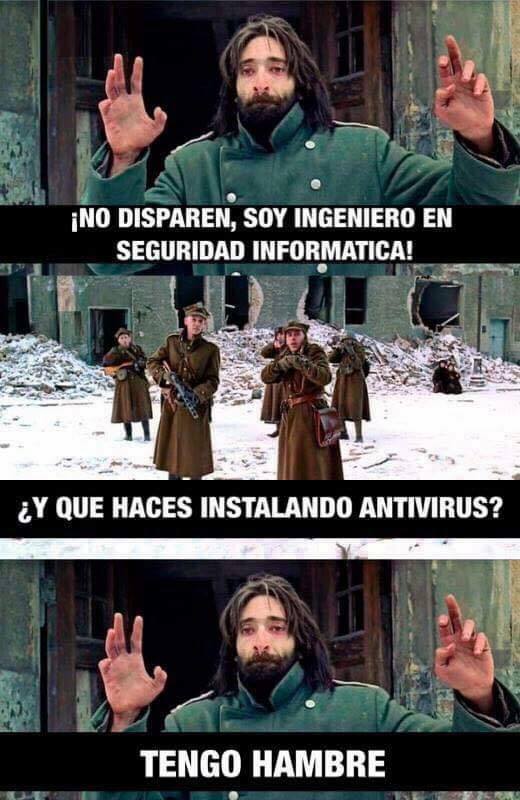 ¡NO DISPAREN, SOY INGENIERO EN
SEGURIDAD INFORMATICA!
¿Y QUE HACES INSTALANDO ANTIVIRUS?
TENGO HAMBRE